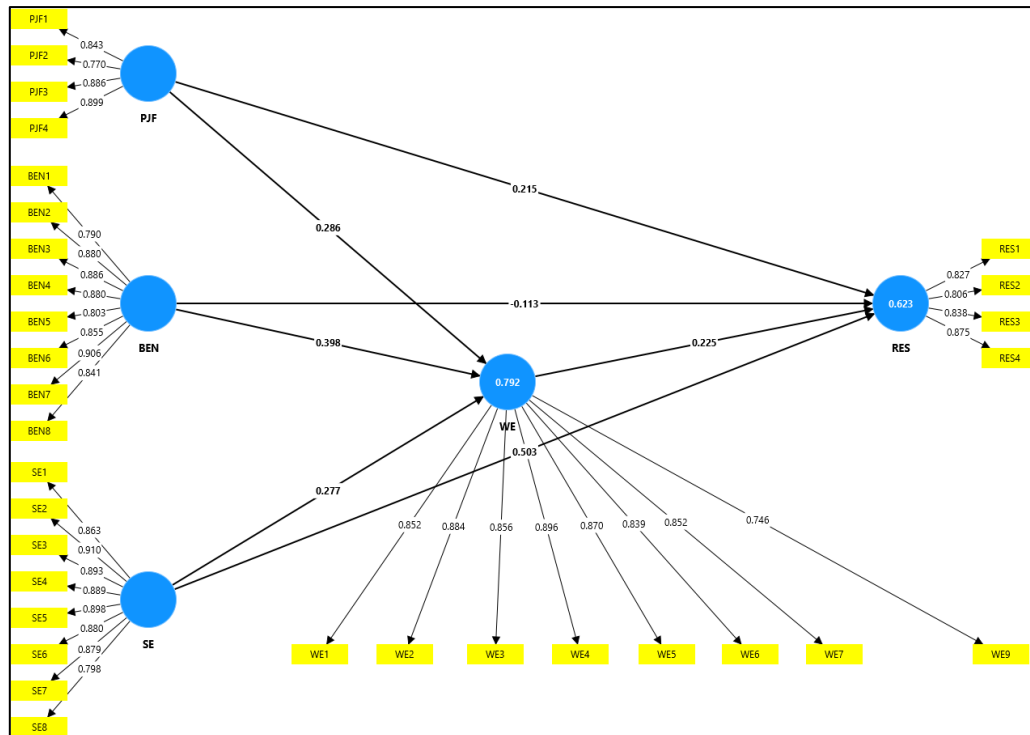 PJF1
0.843
PJF2
0.770
PJF3
0.886
PJF4
0.899
PJF
BEN1
0.790
BEN2
0.880
BEN3
0.886
BEN4
0.880
BEN5
0.803
BEN6
0.855
BEN7
0.906
BEN8
0.841
BEN
SE1
0.863
SE2
0.910
SE3
0.893
SE4
0.889
SE5
0.898
SE6
0.880
SE7
0.879
SE8
0.798
SE
0.215
0.286
-0.113
0.398
0.225
0.277
0.503
0.792
WE
0.852
0.884
0.856
0.896
0.870
0.839
0.852
0.746
WE1
WE2
WE3
WE4
WE5
WE6
WE7
WE9
0.623
RES
0.827
RES1
0.806
RES2
0.838
RES3
0.875
RES4